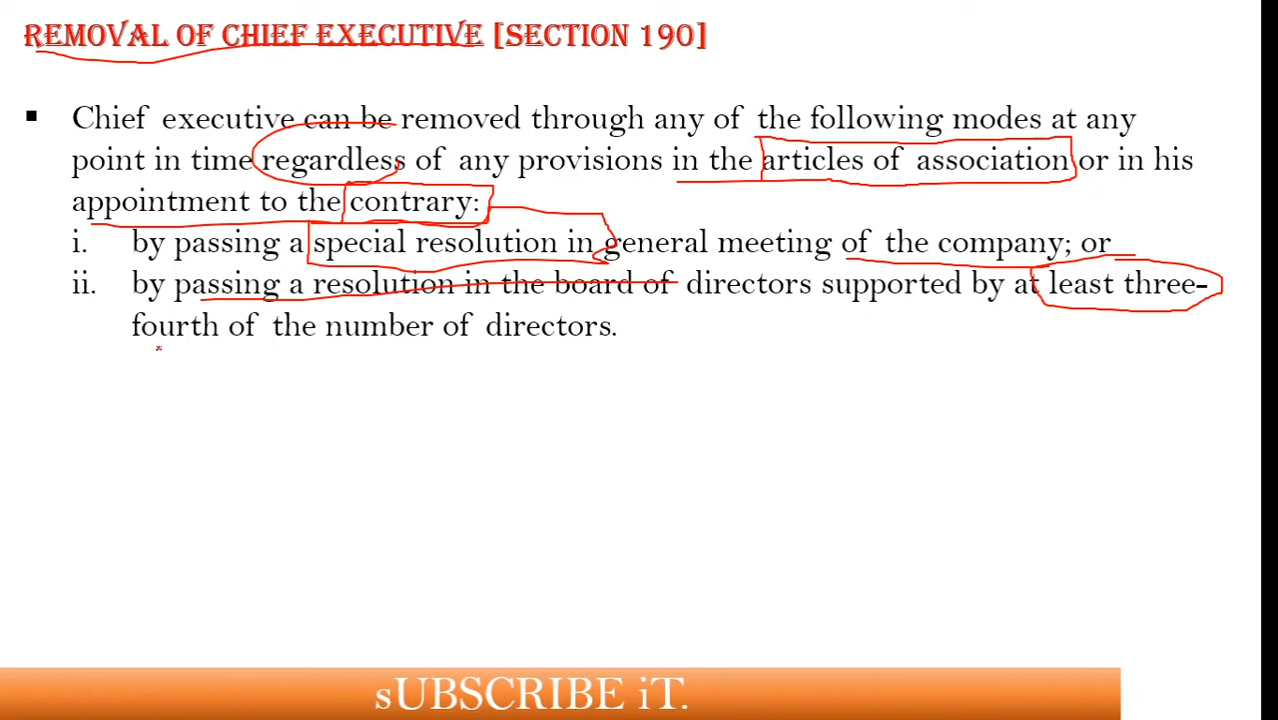 REMOVAL OF CHIEF EXECUTIVE [SECTION 190]
▪ Chief executive can be removed through any of the following modes at any
point in time regardless of any provisions in the articles of association or in his
appointment to the contrary:
i. by passing a special resolution in general meeting of the company; or
ii. by passing a resolution in the board of directors supported by at least three-
fourth of the number of directors.
sUBSCRIBE iT.